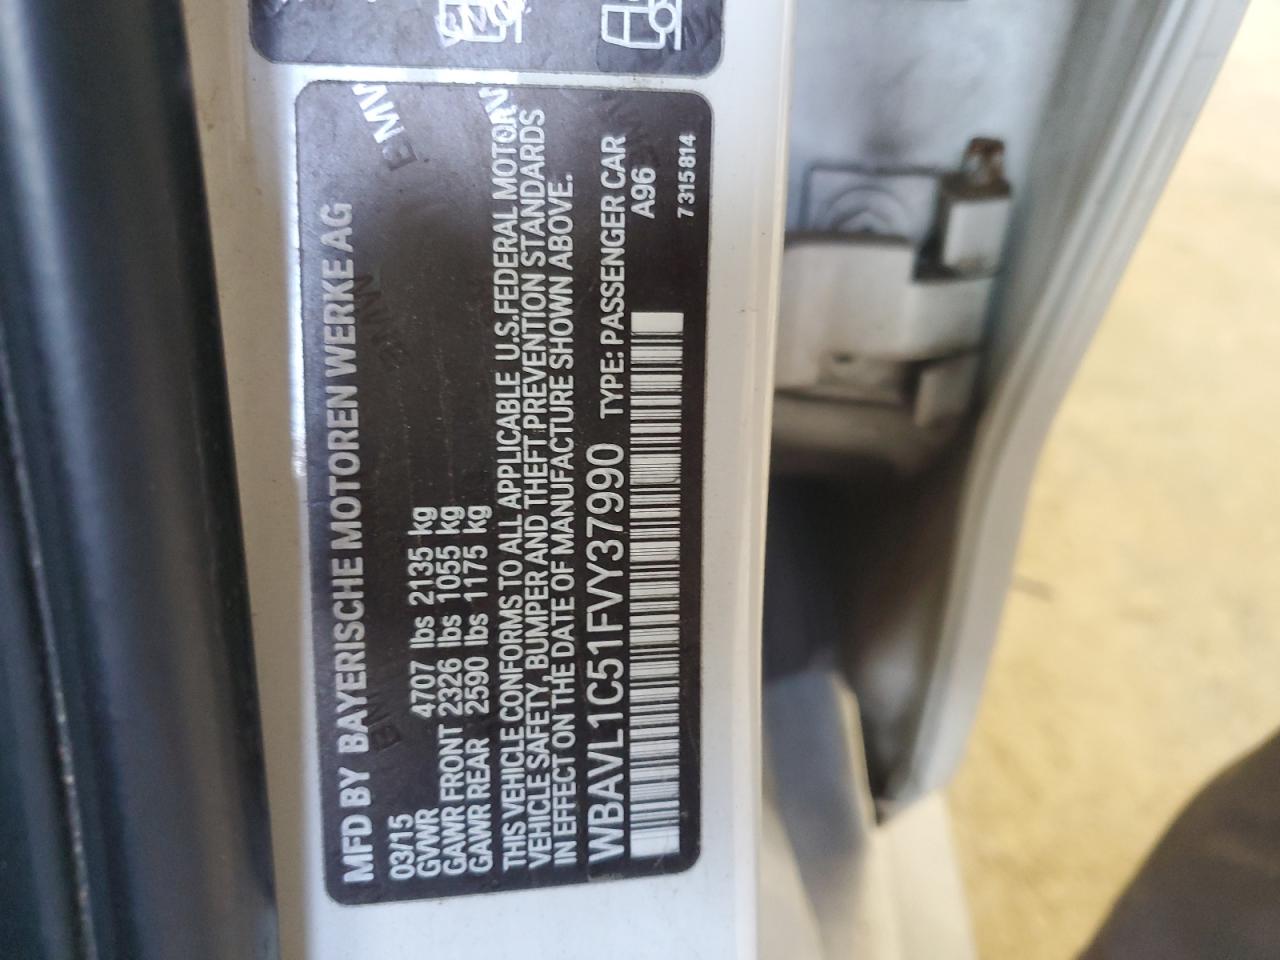 MFD BY BAYERISCHE MOTOREN WERKE AG
03/15
GVWR 4707 lbs 2135 kg
GAWR FRONT 2326 lbs 1055 kg
GAWR REAR 2590 lbs 1175 kg
THIS VEHICLE CONFORMS TO ALL APPLICABLE U.S.FEDERAL MOTOR
VEHICLE SAFETY, BUMPER AND THEFT PREVENTION STANDARDS
IN EFFECT ON THE DATE OF MANUFACTURE SHOWN ABOVE.
WBAVL1C51FVY37990 TYPE: PASSENGER CAR
A96
7315814